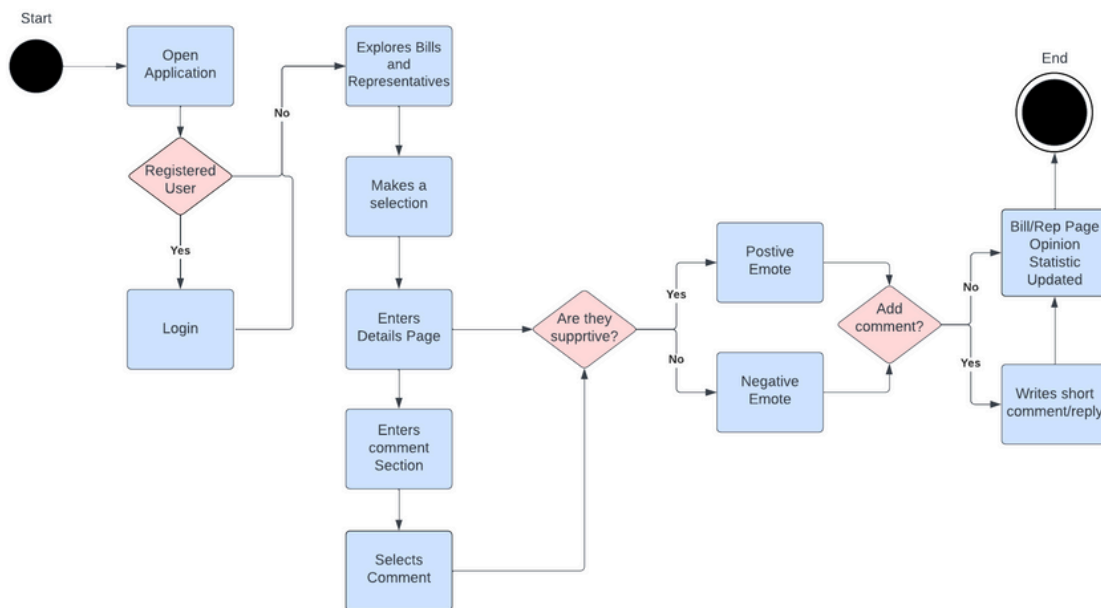 Start
Open
Application
No
Explores Bills
and
Representatives
Registered
User
Yes
Login
Makes a
selection
Enters
Details Page
Enters
comment
Section
Selects
Comment
Are they
supprtive?
Yes
No
Postive
Emote
Negative
Emote
Add
comment?
No
Yes
End
Bill/Rep Page
Opinion
Statistic
Updated
Writes short
comment/reply